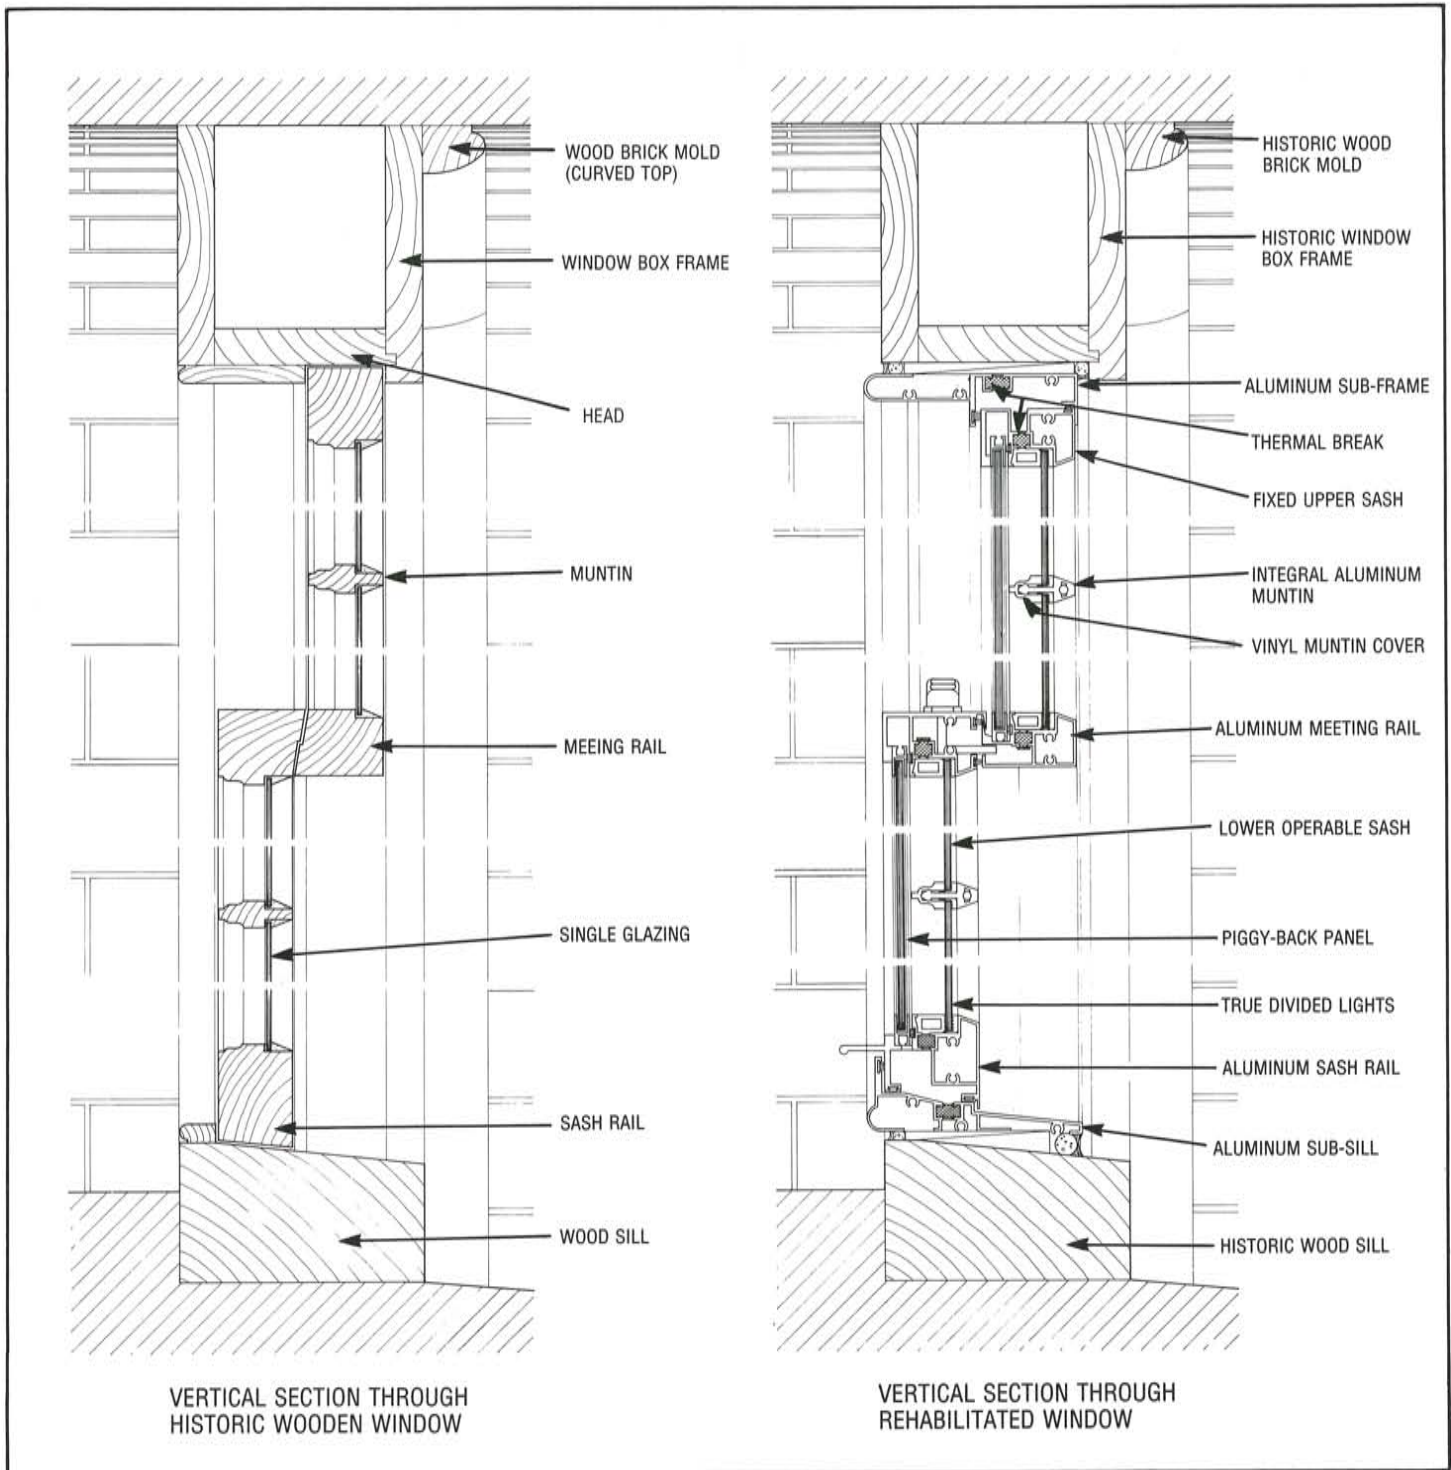 WOOD BRICK MOLD
(CURVED TOP)
WINDOW BOX FRAME
HEAD
MUNTIN
MEEING RAIL
SINGLE GLAZING
SASH RAIL
WOOD SILL
VERTICAL SECTION THROUGH
HISTORIC WOODEN WINDOW
HISTORIC WOOD
BRICK MOLD
HISTORIC WINDOW
BOX FRAME
ALUMINUM SUB-FRAME
THERMAL BREAK
FIXED UPPER SASH
INTEGRAL ALUMINUM
MUNTIN
VINYL MUNTIN COVER
ALUMINUM MEETING RAIL
LOWER OPERABLE SASH
PIGGY-BACK PANEL
TRUE DIVIDED LIGHTS
ALUMINUM SASH RAIL
ALUMINUM SUB-SILL
HISTORIC WOOD SILL
VERTICAL SECTION THROUGH
REHABILITATED WINDOW